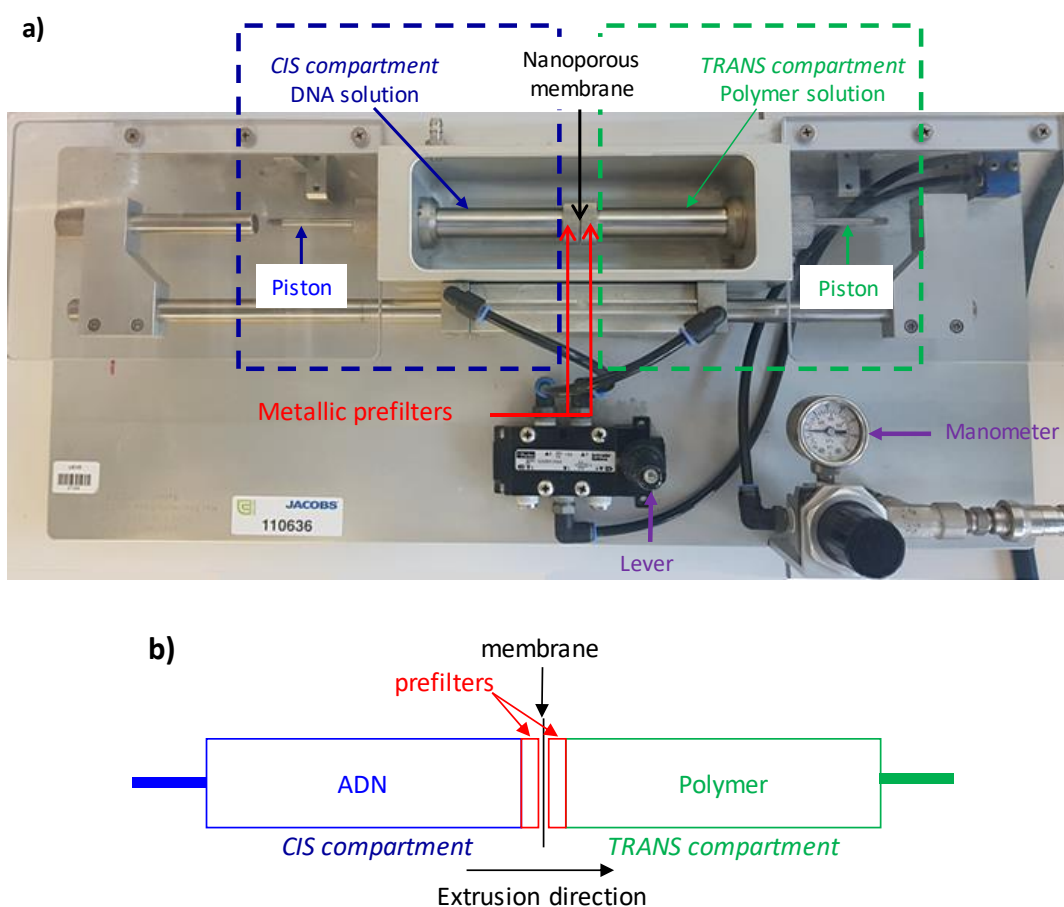 a)
CIS compartment
DNA solution
Nanoporous
membrane
TRANS compartment
Polymer solution
Piston
Piston
Metallic prefilters
Manometer
JACOBS
110636
Lever
b)
membrane
prefilters
ADN
Polymer
CIS compartment
TRANS compartment
Extrusion direction